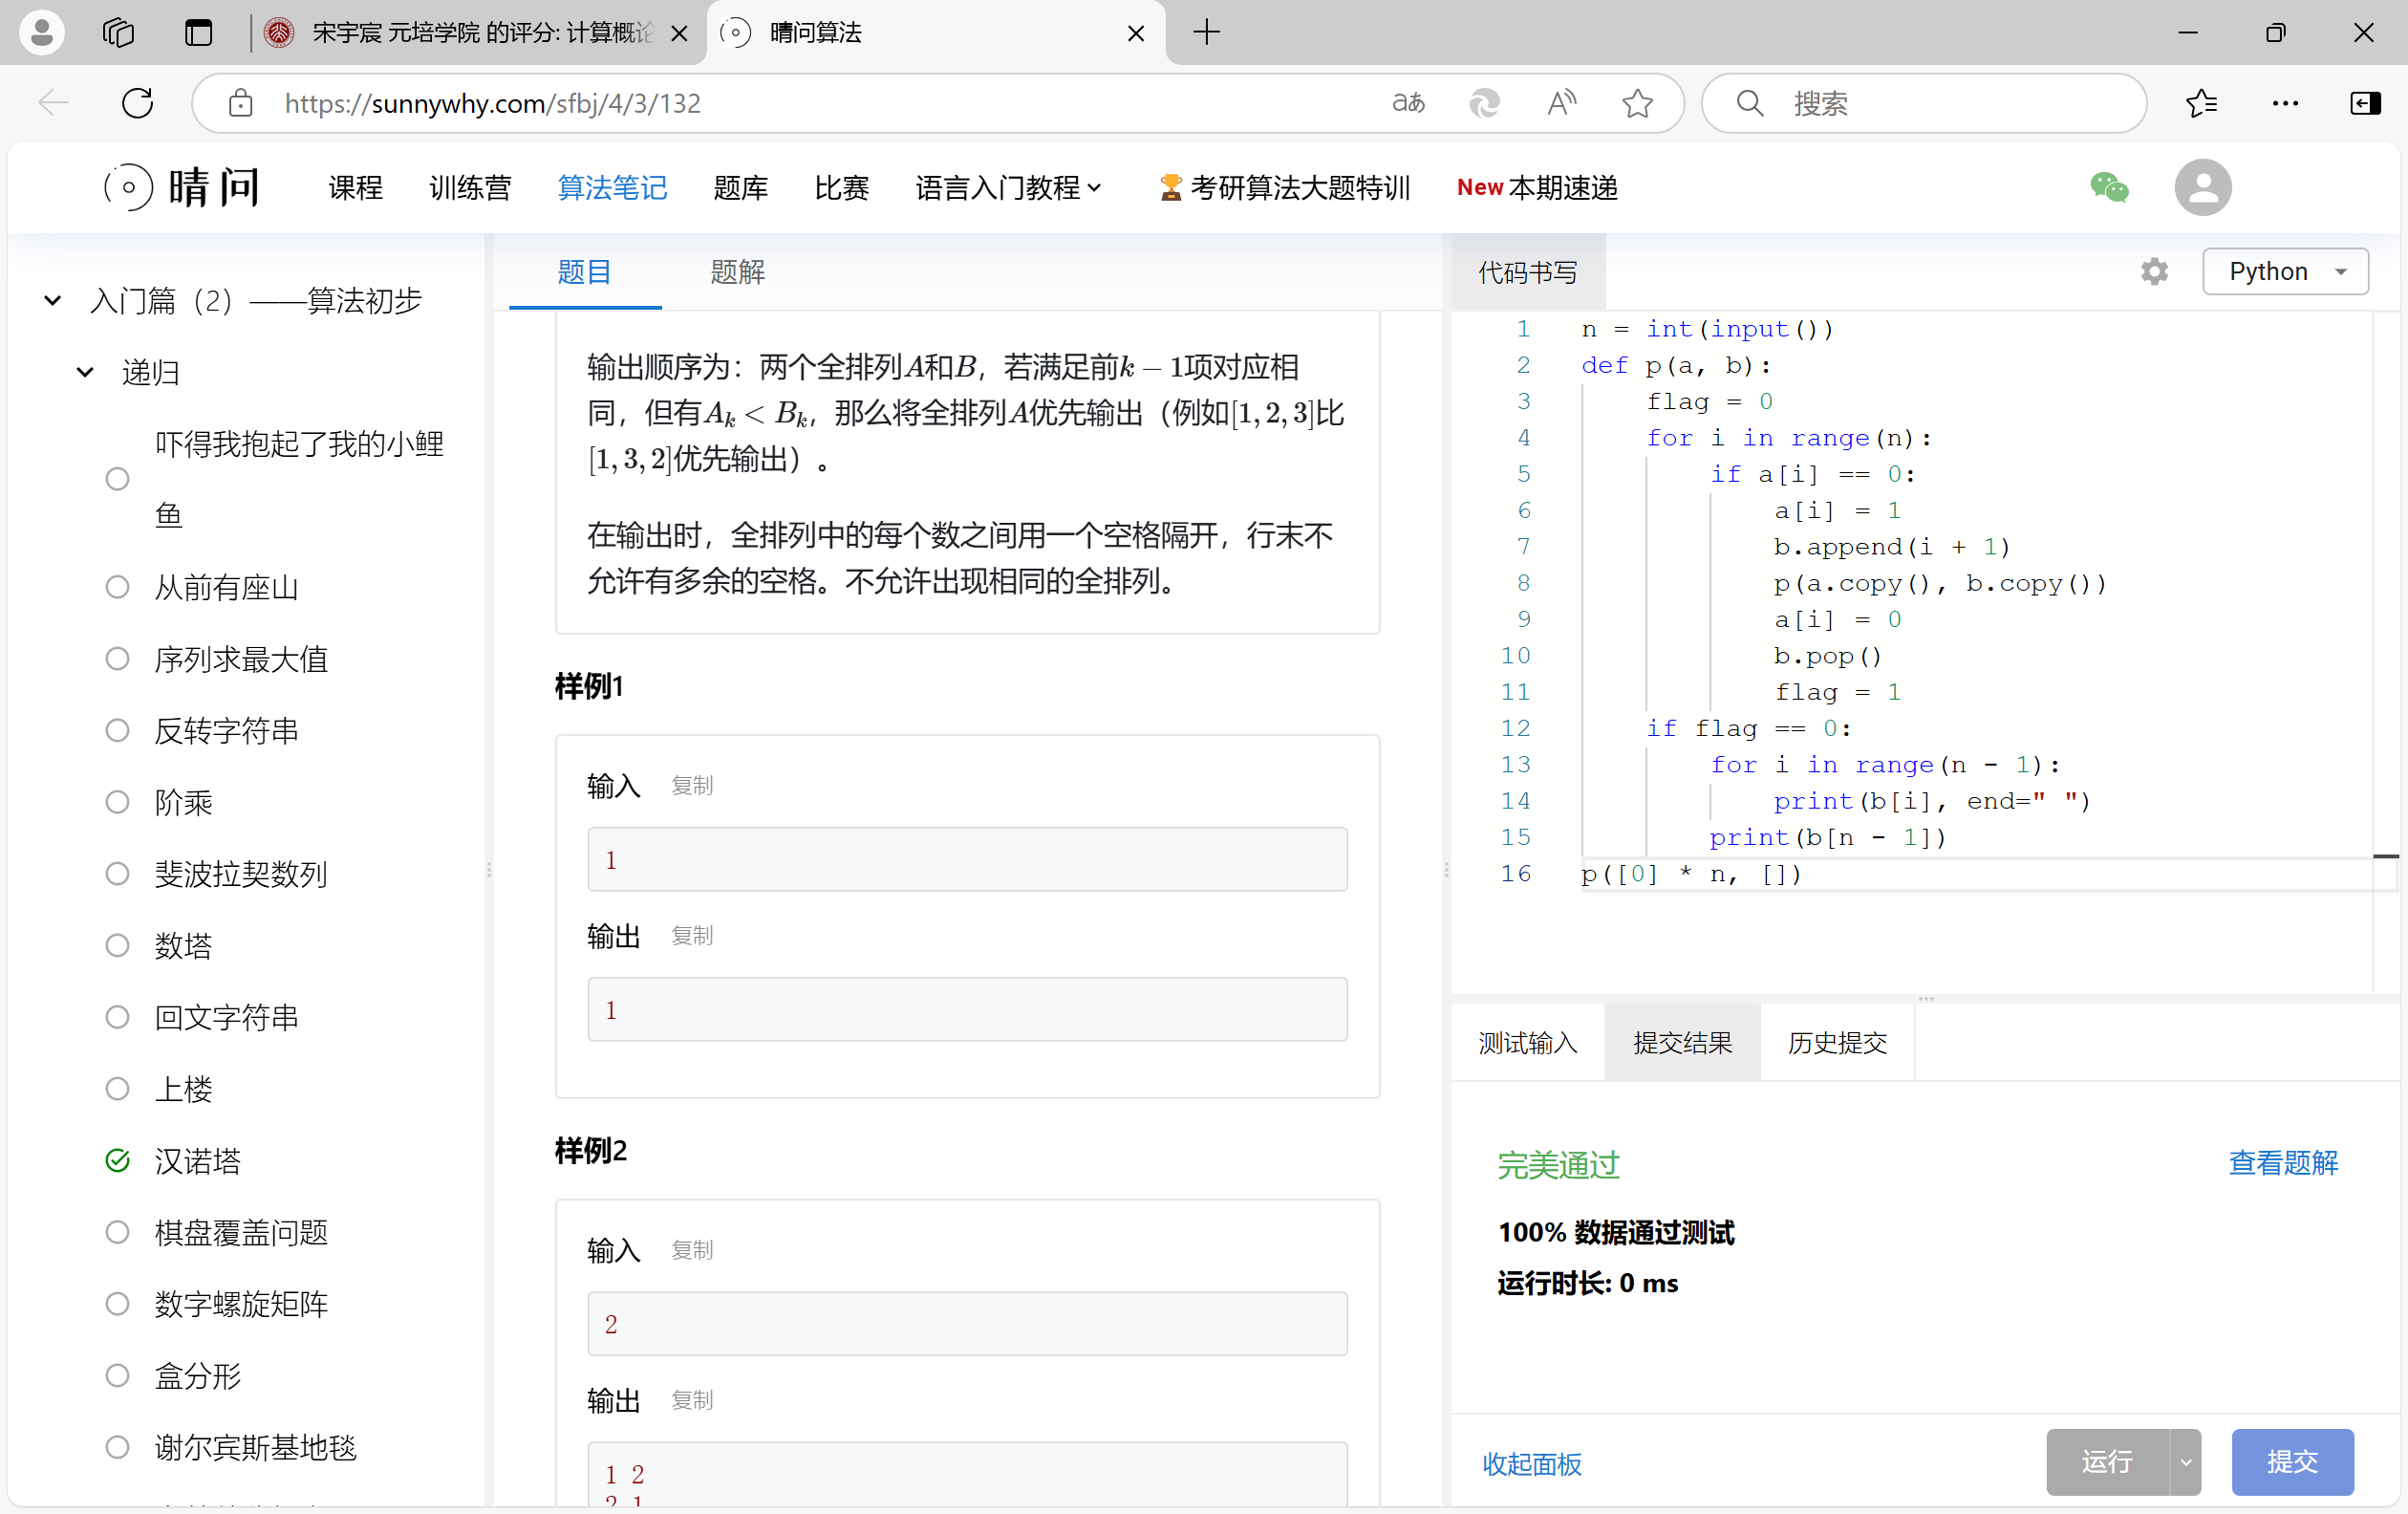 宋宇宸 元培学院 的评分: 计算概论
晴问算法
https://sunnywhy.com/sfbj/4/3/132
搜索
晴问
课程
训练营
算法笔记
题库
比赛
语言入门教程
考研算法大题特训
New 本期速递
入门篇（2）——算法初步
递归
吓得我抱起了我的小鲤
鱼
从前有座山
序列求最大值
反转字符串
阶乘
斐波拉契数列
数塔
回文字符串
上楼
汉诺塔
棋盘覆盖问题
数字螺旋矩阵
盒分形
谢尔宾斯基地毯
题目
题解
输出顺序为：两个全排列A和B，若满足前k − 1项对应相
同，但有Aₖ < Bₖ，那么将全排列A优先输出（例如[1, 2, 3]比
[1, 3, 2]优先输出）。
在输出时，全排列中的每个数之间用一个空格隔开，行末不
允许有多余的空格。不允许出现相同的全排列。
样例1
输入 复制
1
输出 复制
1
样例2
输入 复制
2
输出 复制
1 2
2 1
代码书写
Python
1 n = int(input())
2 def p(a, b):
3     flag = 0
4     for i in range(n):
5         if a[i] == 0:
6             a[i] = 1
7             b.append(i + 1)
8             p(a.copy(), b.copy())
9             a[i] = 0
10             b.pop()
11             flag = 1
12     if flag == 0:
13         for i in range(n - 1):
14             print(b[i], end=" ")
15         print(b[n - 1])
16 p([0] * n, [])
测试输入
提交结果
历史提交
完美通过
查看题解
100% 数据通过测试
运行时长: 0 ms
收起面板
运行
提交